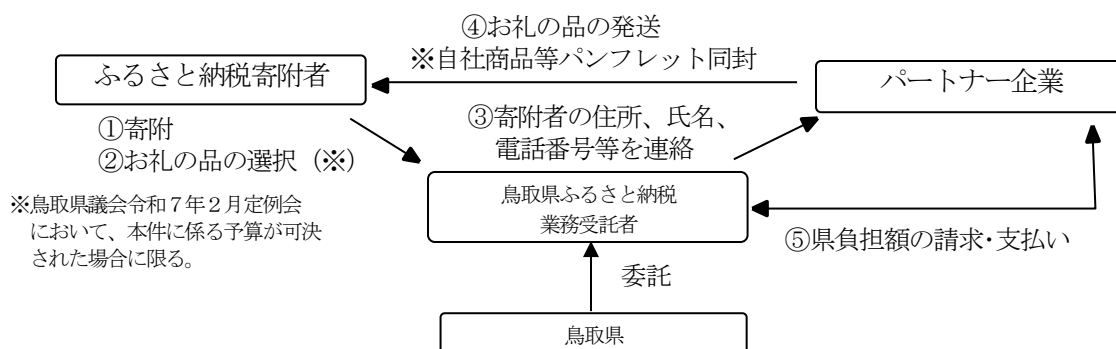 ④お礼の品の発送
※自社商品等パンフレット同封
ふるさと納税寄附者
パートナー企業
①寄附
②お礼の品の選択（※）
③寄附者の住所、氏名、
電話番号等を連絡
※鳥取県議会令和７年２月定例会
において、本件に係る予算が可決
された場合に限る。
鳥取県ふるさと納税
業務受託者
⑤県負担額の請求・支払い
委託
鳥取県